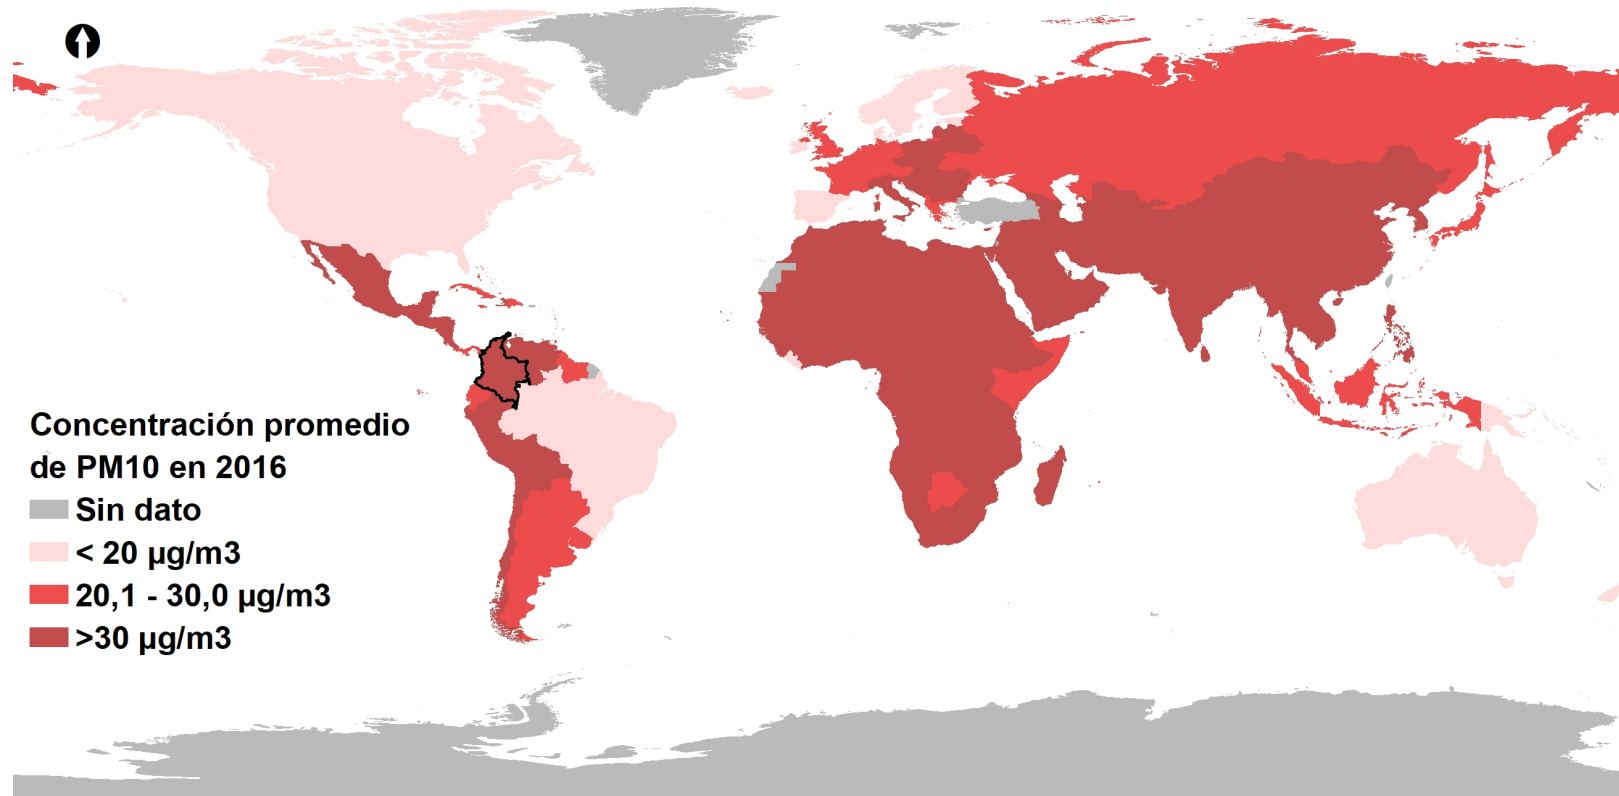 Concentración promedio
de PM10 en 2016
Sin dato
< 20 µg/m3
20,1 - 30,0 µg/m3
>30 µg/m3